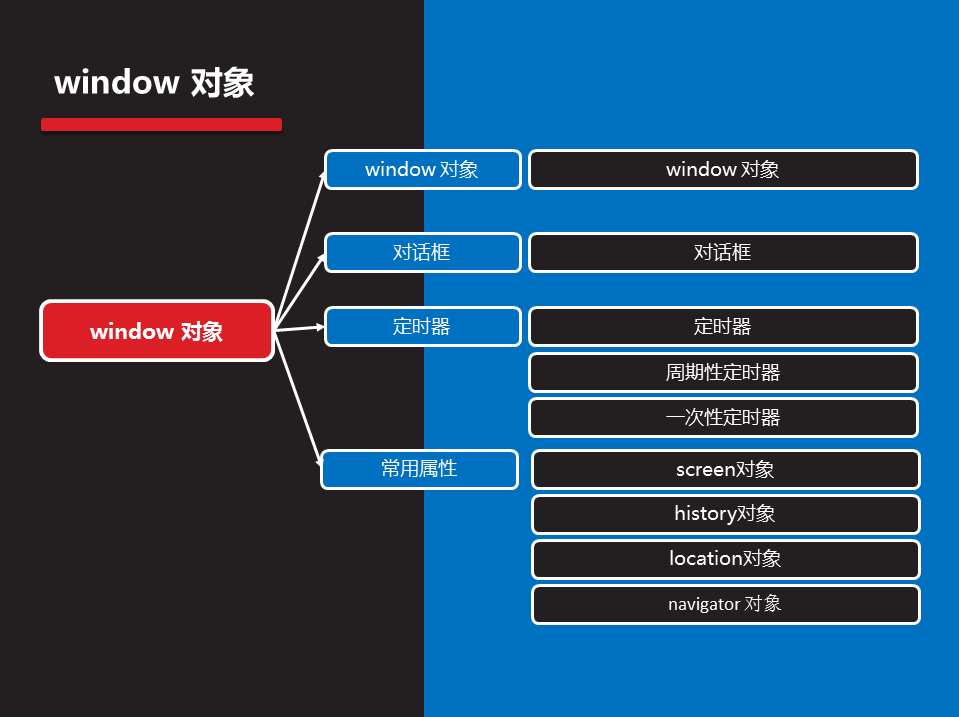 window 对象
window 对象
window 对象
window 对象
对话框
对话框
定时器
定时器
周期性定时器
一次性定时器
常用属性
screen对象
history对象
location对象
navigator 对象